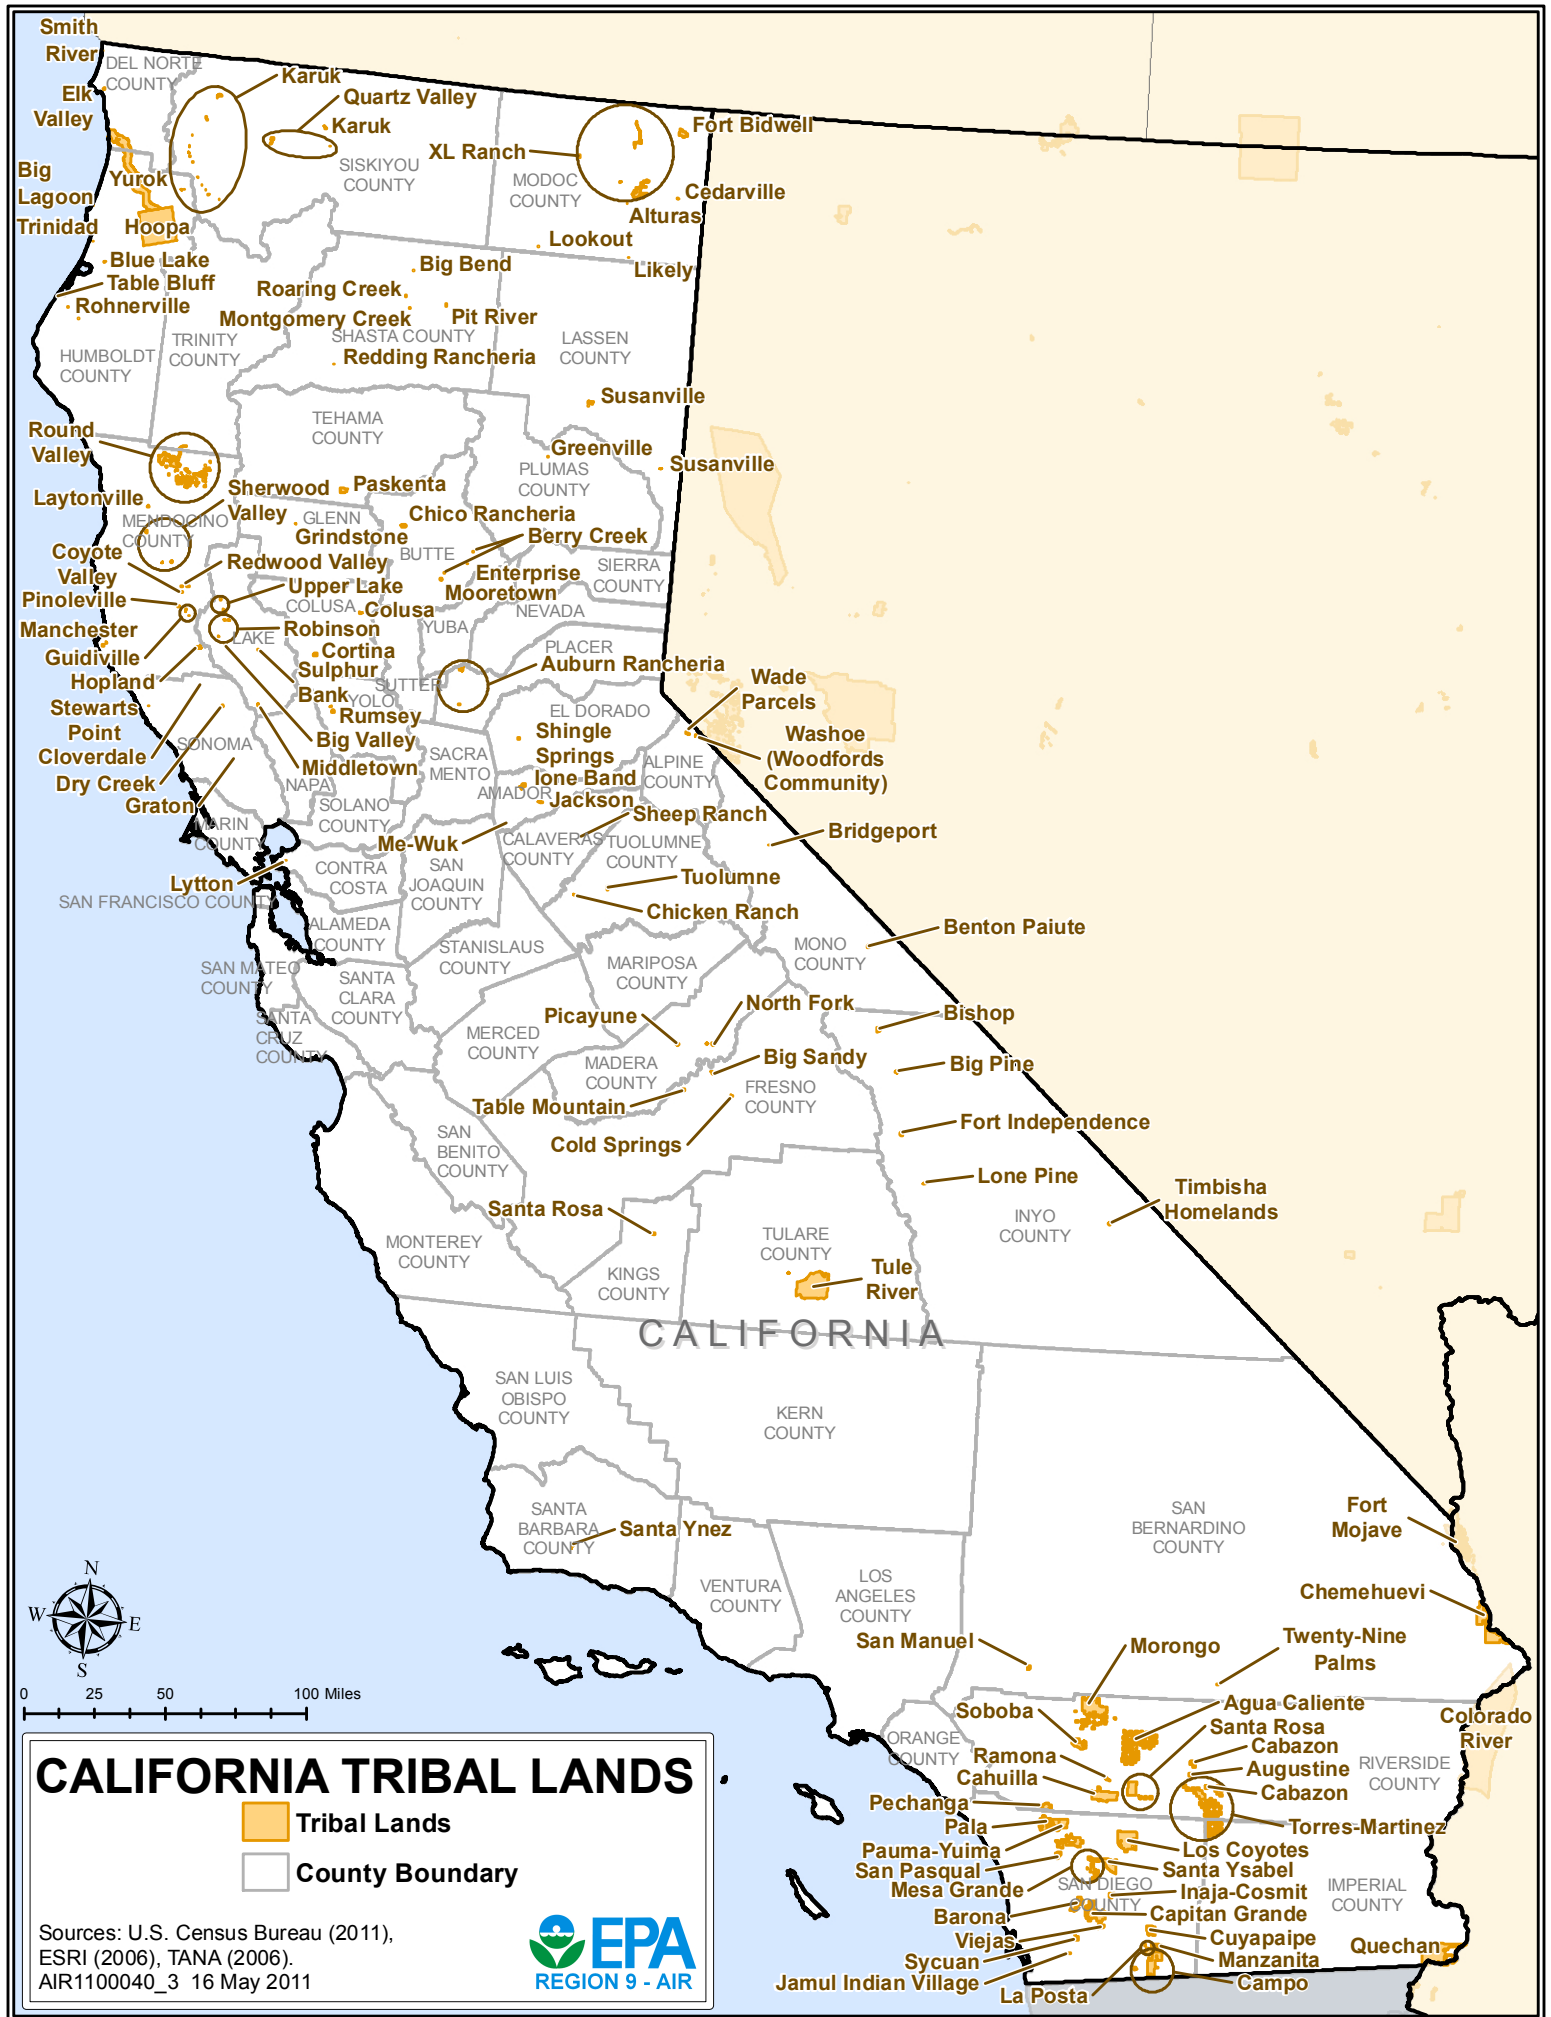 Smith
River
DEL NORTE
COUNTY
Karuk
Elk
Valley
Quartz Valley
Karuk
Fort Bidwell
XL Ranch
SISKIYOU
COUNTY
MODOC
COUNTY
Big
Lagoon
Yurok
Cedarville
Alturas
Trinidad
Hoopa
Lookout
Blue Lake
Big Bend
Likely
Table Bluff
Roaring Creek
Rohnerville
Montgomery Creek
Pit River
SHASTA COUNTY
TRINITY
COUNTY
LASSEN
COUNTY
HUMBOLDT
COUNTY
Redding Rancheria
Susanville
TEHAMA
COUNTY
Round
Valley
Greenville
Susanville
PLUMAS
COUNTY
Laytonville
Sherwood
Valley
Paskenta
MENDOCINO
COUNTY
GLENN
Chico Rancheria
Grindstone
Berry Creek
Coyote
Valley
BUTTE
Redwood Valley
SIERRA
COUNTY
Enterprise
Upper Lake
Mooretown
Pinoleville
COLUSA
Colusa
NEVADA
Manchester
Robinson
YUBA
LAKE
PLACER
Guidiville
Cortina
Auburn Rancheria
Sulphur
Bank
Hopland
SUTTER
YOLO
Wade
Parcels
Stewarts
Point
Rumsey
EL DORADO
Shingle
Springs
Washoe
(Woodfords
Community)
Big Valley
Cloverdale
SONOMA
SACRA
MENTO
ALPINE
COUNTY
Middletown
Dry Creek
NAPA
Ione Band
AMADOR
Jackson
Graton
SOLANO
COUNTY
Sheep Ranch
MARIN
COUNTY
Me-Wuk
CALAVERAS
COUNTY
TUOLUMNE
COUNTY
Bridgeport
CONTRA
COSTA
SAN
JOAQUIN
COUNTY
Lytton
Tuolumne
SAN FRANCISCO COUNTY
Chicken Ranch
ALAMEDA
COUNTY
Benton Paiute
STANISLAUS
COUNTY
MONO
COUNTY
SAN MATEO
COUNTY
MARIPOSA
COUNTY
SANTA
CLARA
COUNTY
North Fork
Picayune
Bishop
SANTA
CRUZ
COUNTY
MERCED
COUNTY
Big Sandy
MADERA
COUNTY
Big Pine
Table Mountain
FRESNO
COUNTY
Fort Independence
SAN
BENITO
COUNTY
Cold Springs
Lone Pine
Timbisha
Homelands
Santa Rosa
INYO
COUNTY
MONTEREY
COUNTY
TULARE
COUNTY
KINGS
COUNTY
Tule
River
CALIFORNIA
SAN LUIS
OBISPO
COUNTY
KERN
COUNTY
SANTA
BARBARA
COUNTY
Santa Ynez
SAN
BERNARDINO
COUNTY
Fort
Mojave
VENTURA
COUNTY
LOS
ANGELES
COUNTY
Chemehuevi
San Manuel
Morongo
Twenty-Nine
Palms
Soboba
Agua Caliente
Colorado
River
ORANGE
COUNTY
Santa Rosa
Ramona
Cabazon
Cahuilla
Augustine
RIVERSIDE
COUNTY
Cabazon
Pechanga
Pala
Torres-Martinez
Pauma-Yuima
Los Coyotes
San Pasqual
Santa Ysabel
Mesa Grande
SAN DIEGO
COUNTY
Inaja-Cosmit
IMPERIAL
COUNTY
Barona
Capitan Grande
Viejas
Cuyapaipe
Quechan
Sycuan
Manzanita
Jamul Indian Village
Campo
La Posta
N
W
E
S
0 25 50 100 Miles
CALIFORNIA TRIBAL LANDS
Tribal Lands
County Boundary
Sources: U.S. Census Bureau (2011),
ESRI (2006), TANA (2006).
AIR1100040_3 16 May 2011
EPA
REGION 9 - AIR